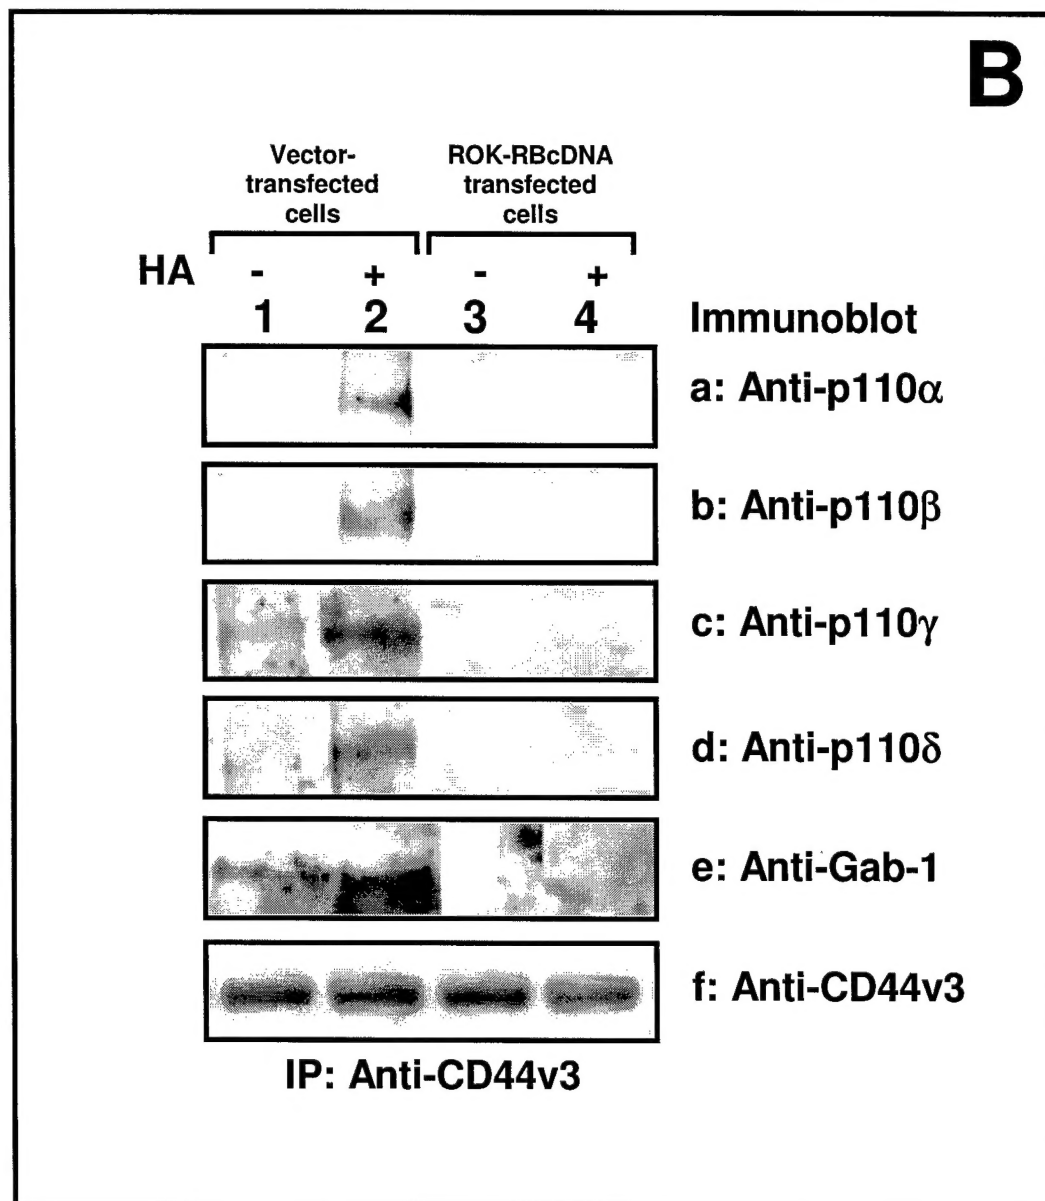 B
Vector-
transfected
cells
ROK-RBcDNA
transfected
cells
HA - + - +
1 2 3 4 Immunoblot
a: Anti-p110α
b: Anti-p110β
c: Anti-p110γ
d: Anti-p110δ
e: Anti-Gab-1
f: Anti-CD44v3
IP: Anti-CD44v3